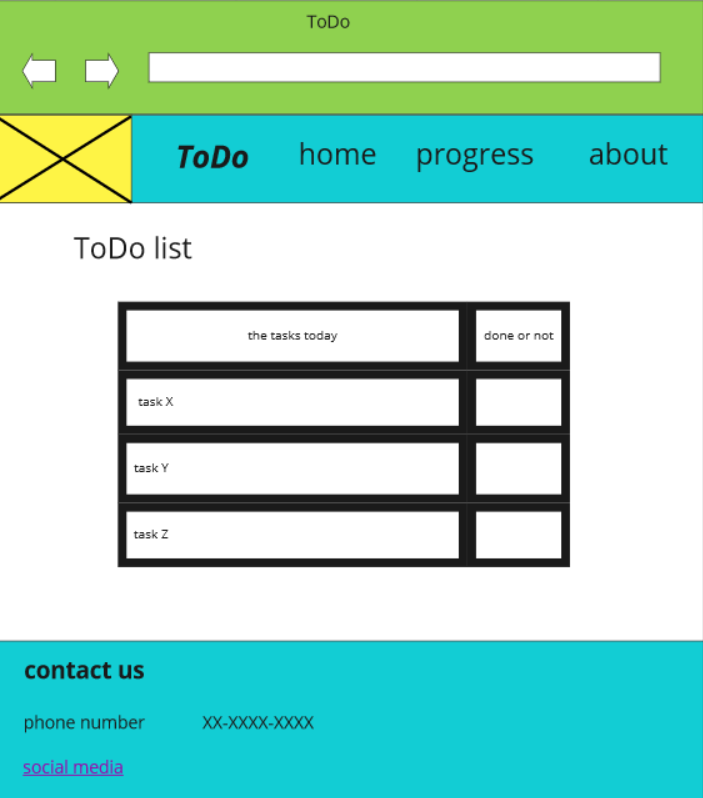 ToDo
ToDo home progress about
ToDo list
the tasks today done or not
task X
task Y
task Z
contact us
phone number XX-XXXX-XXXX
social media